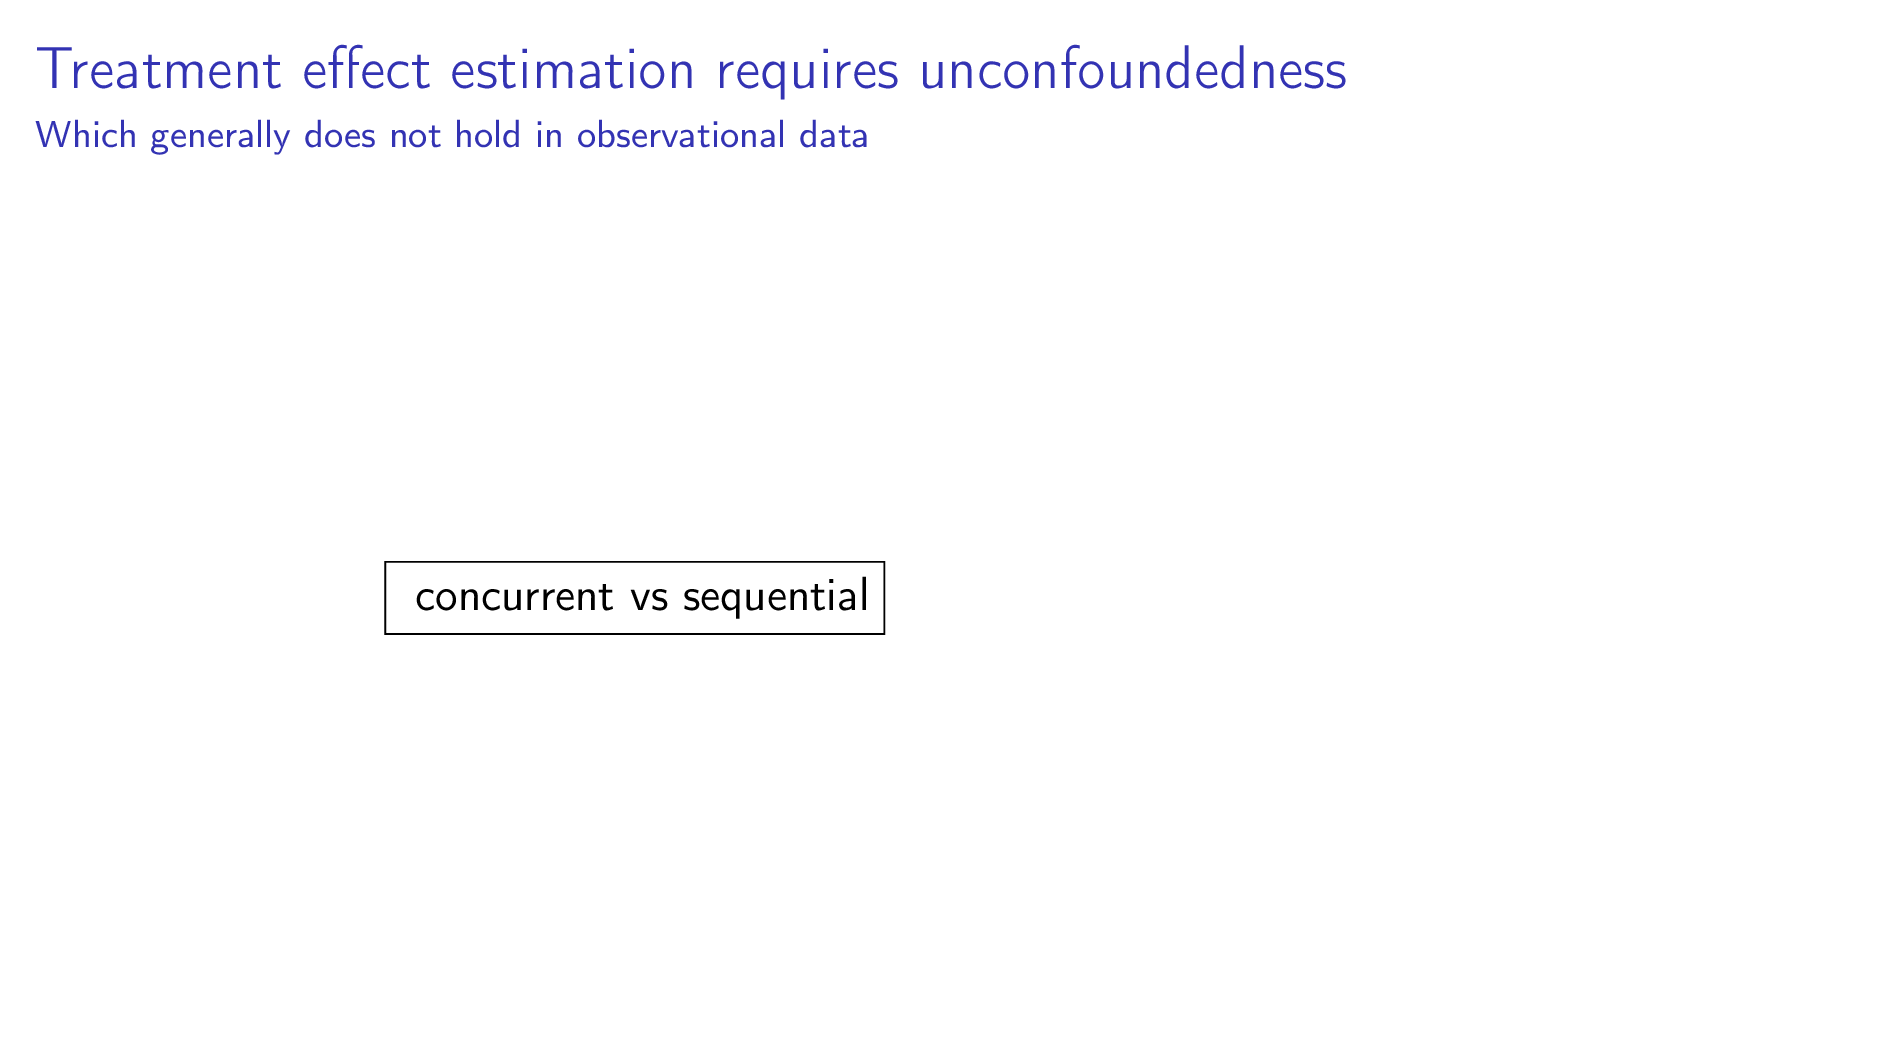 Treatment effect estimation requires unconfoundedness
Which generally does not hold in observational data
concurrent vs sequential